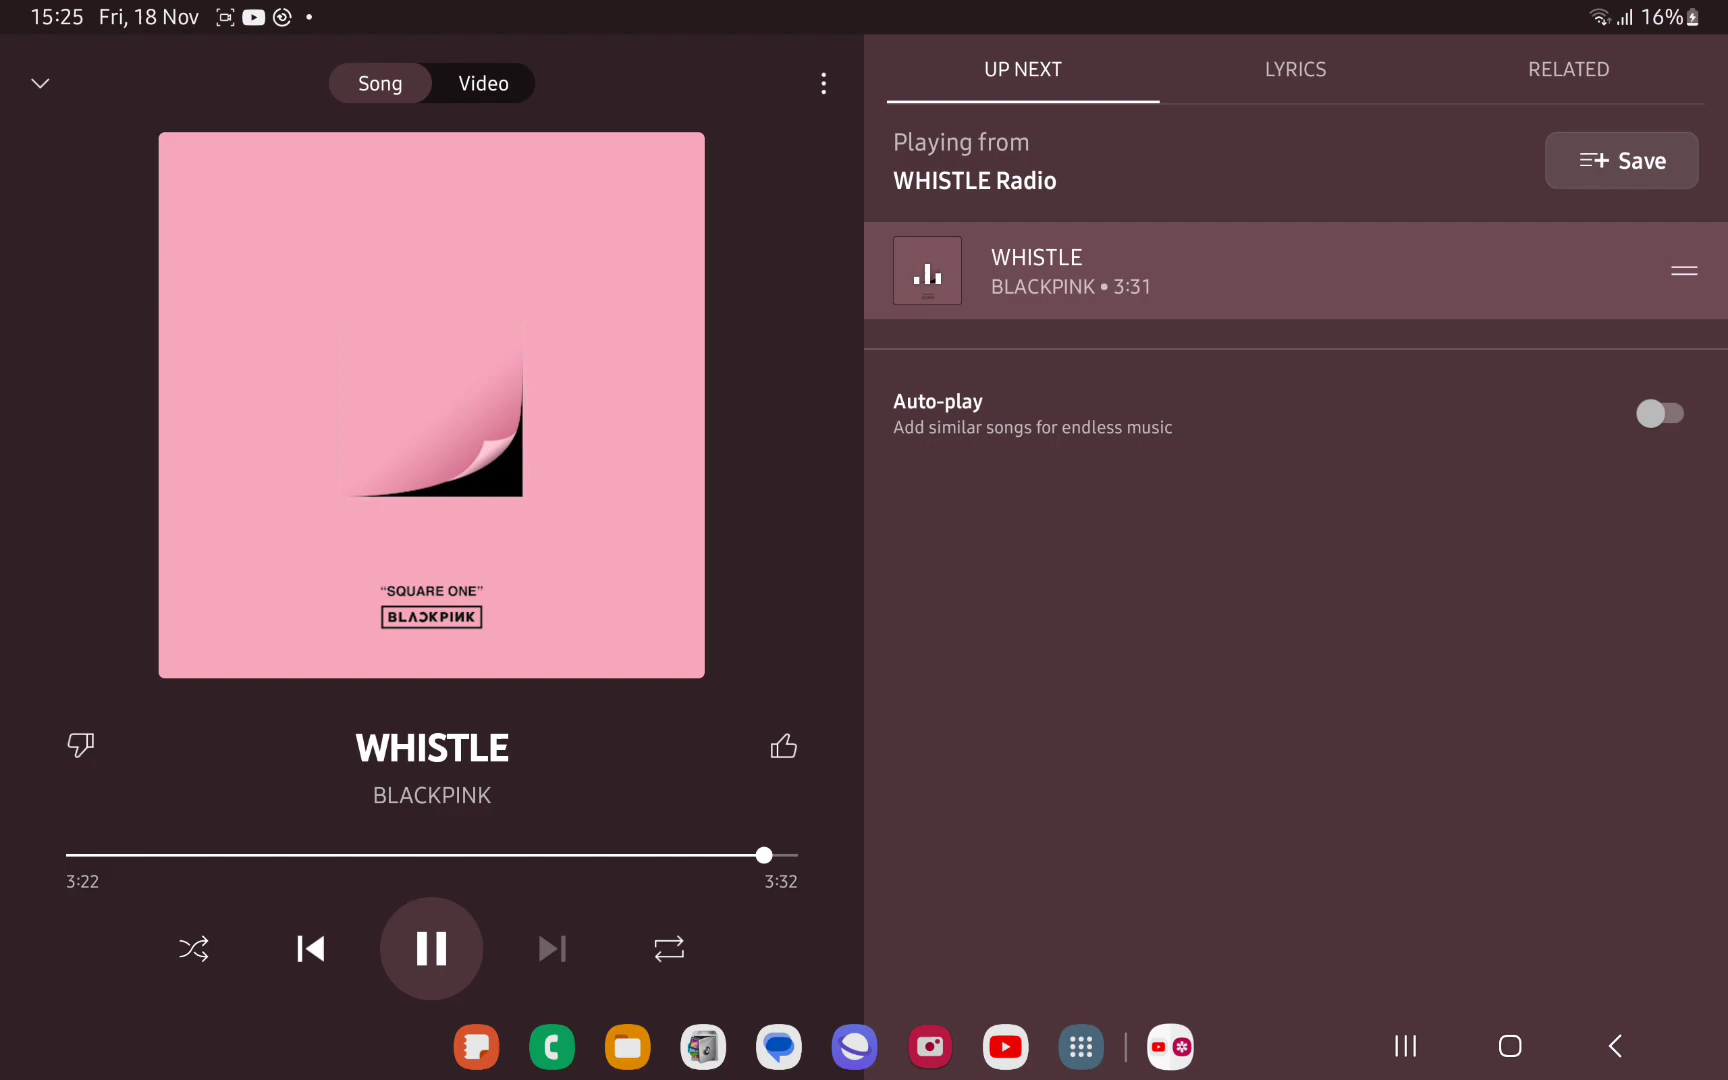 15:25 Fri, 18 Nov
16%
Song
Video
UP NEXT
LYRICS
RELATED
Playing from
WHISTLE Radio
Save
WHISTLE
BLACKPINK • 3:31
Auto-play
Add similar songs for endless music
"SQUARE ONE"
BLACKPINK
WHISTLE
BLACKPINK
3:22
3:32